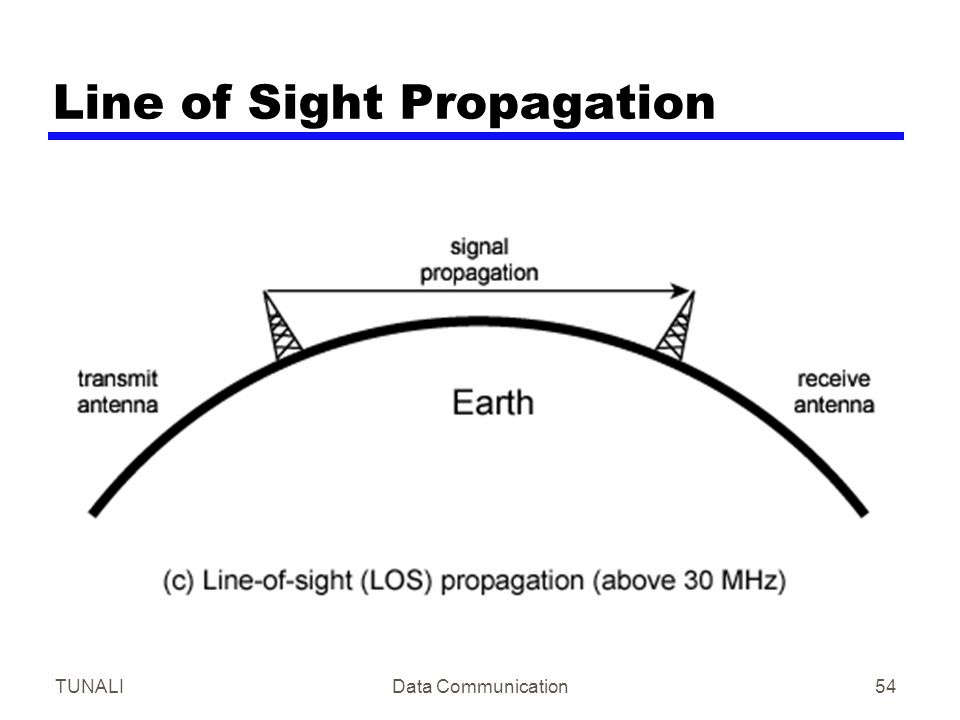 Line of Sight Propagation
signal
propagation
transmit
antenna
Earth
receive
antenna
(c) Line-of-sight (LOS) propagation (above 30 MHz)
TUNALI
Data Communication
54